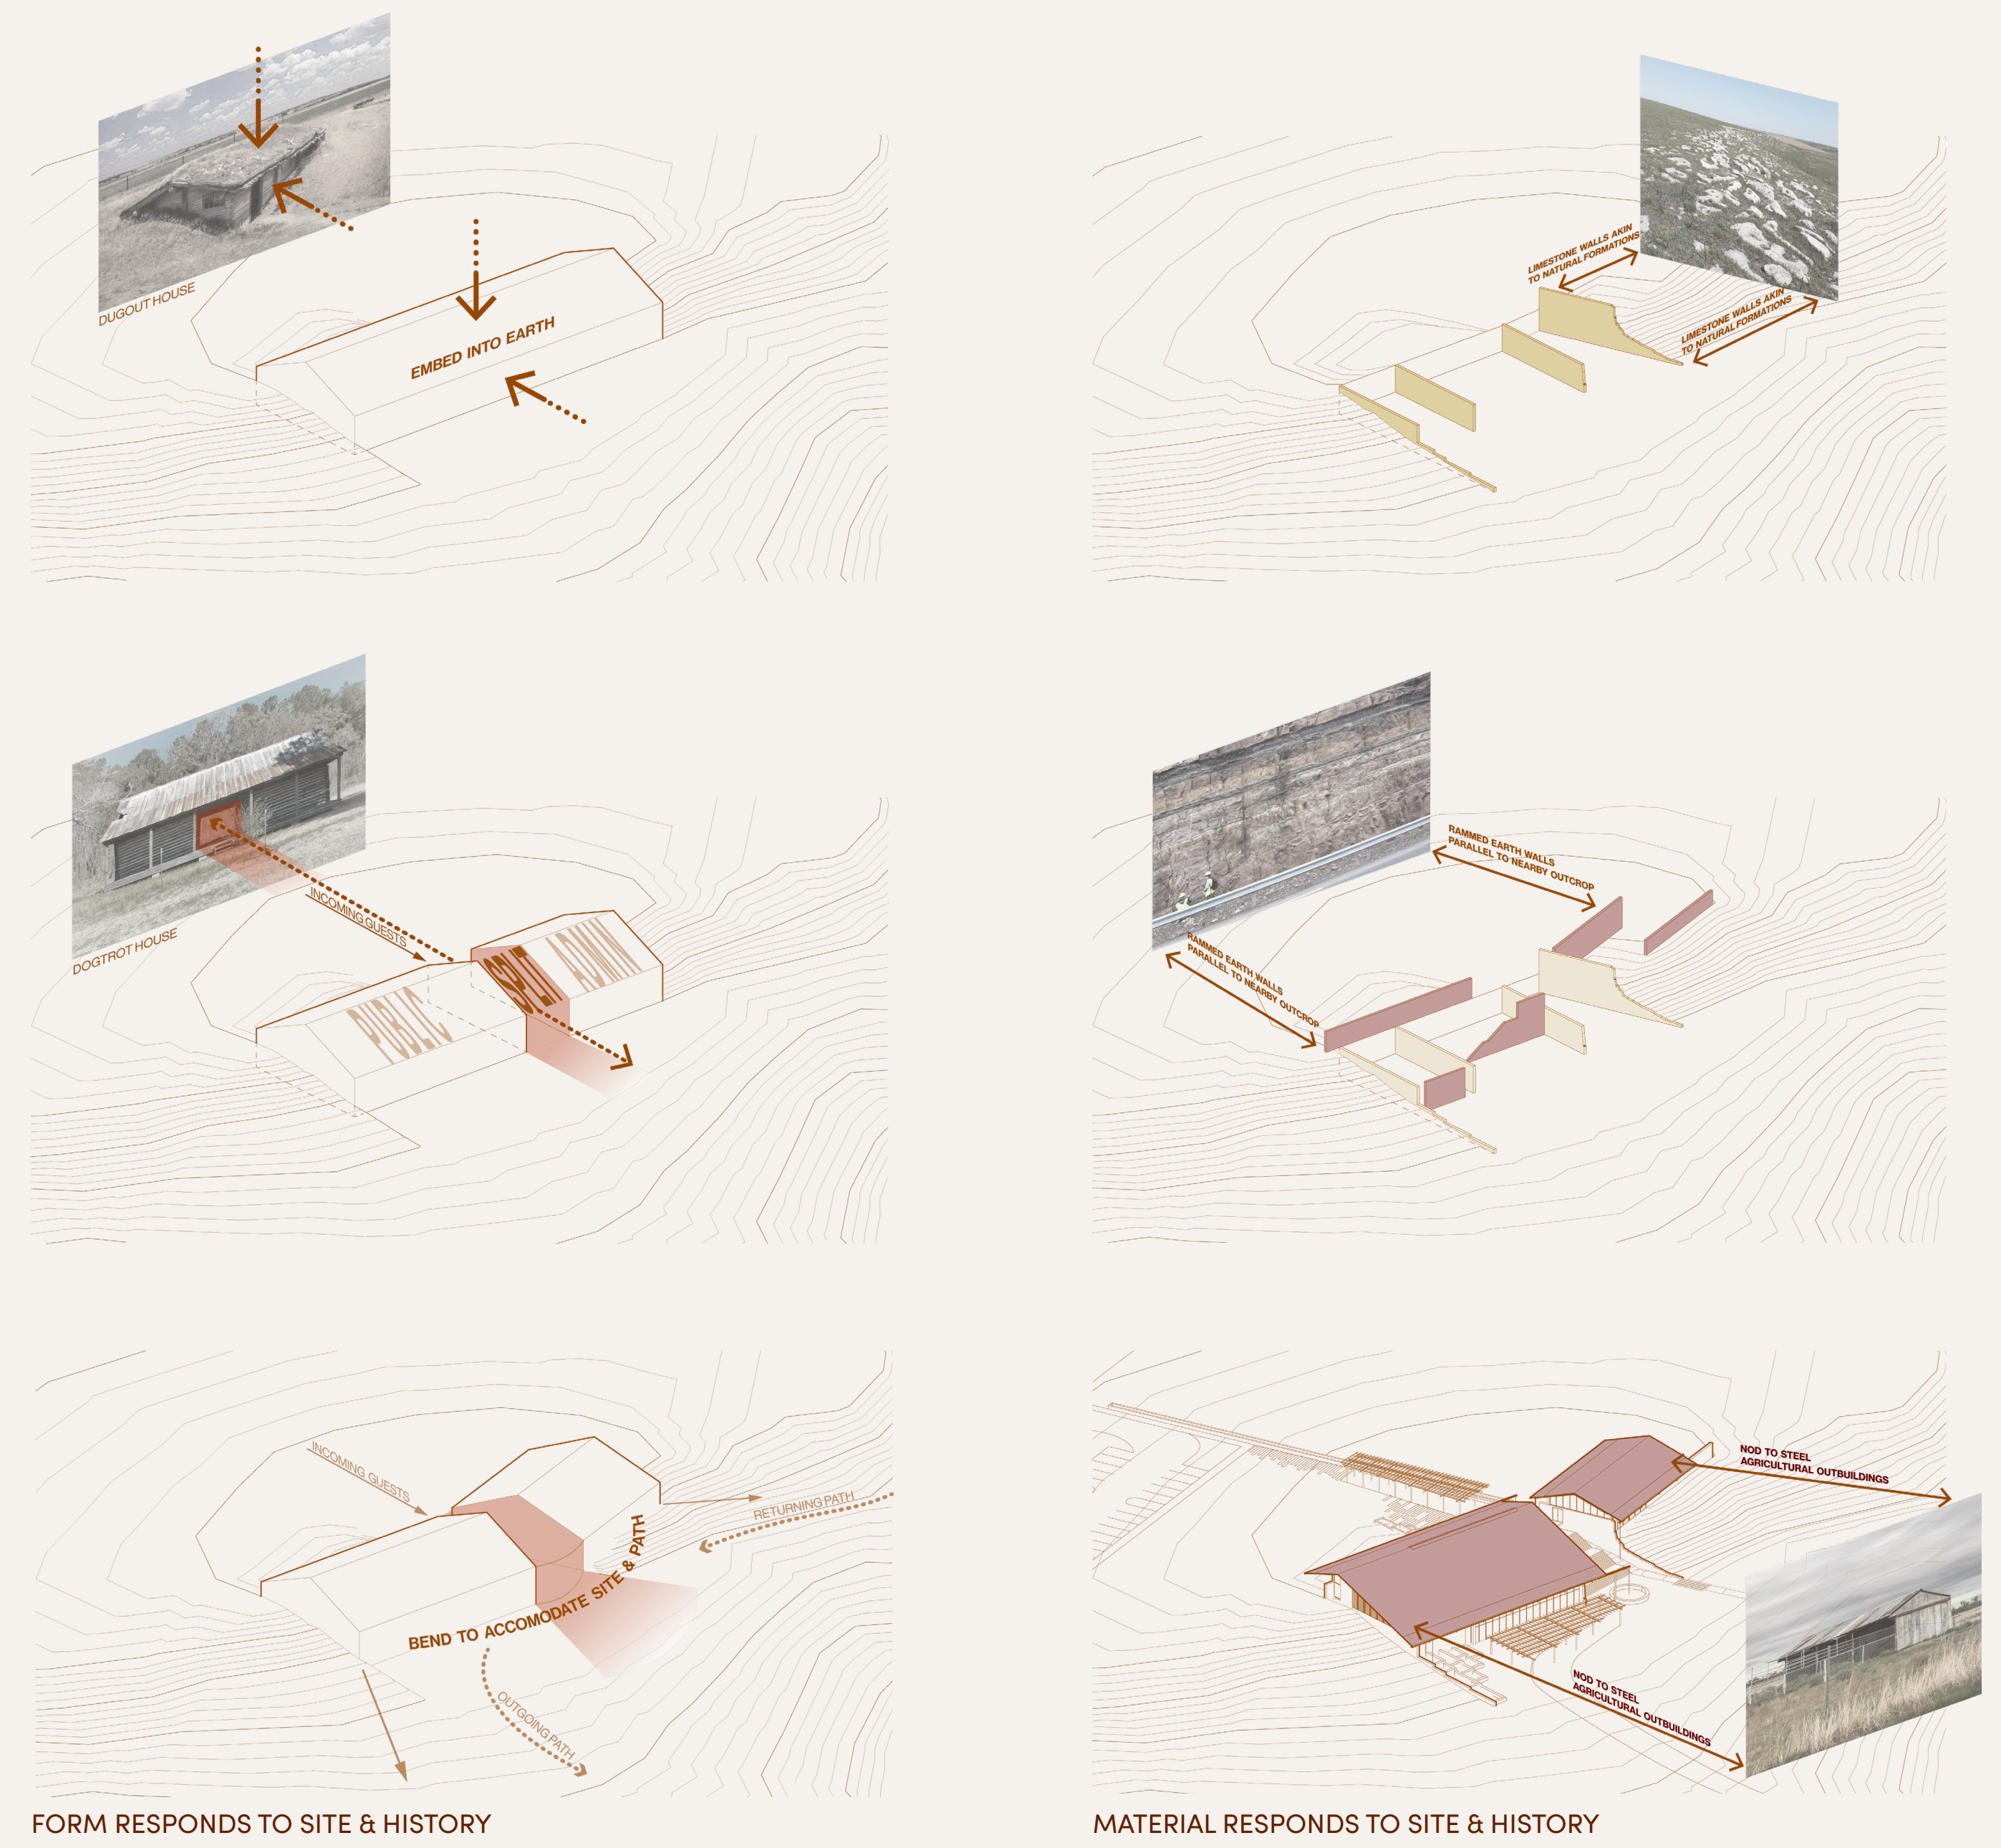 DUGOUT HOUSE
EMBED INTO EARTH
LIMESTONE WALLS AKIN
TO NATURAL FORMATIONS
LIMESTONE WALLS AKIN
TO NATURAL FORMATIONS
DOGTROT HOUSE
INCOMING GUESTS
PUBLIC
SPLIT
ADMIN
RAMMED EARTH WALLS
PARALLEL TO NEARBY OUTCROP
RAMMED EARTH WALLS
PARALLEL TO NEARBY OUTCROP
INCOMING GUESTS
RETURNING PATH
BEND TO ACCOMODATE SITE & PATH
OUTGOING PATH
NOD TO STEEL
AGRICULTURAL OUTBUILDINGS
NOD TO STEEL
AGRICULTURAL OUTBUILDINGS
FORM RESPONDS TO SITE & HISTORY
MATERIAL RESPONDS TO SITE & HISTORY